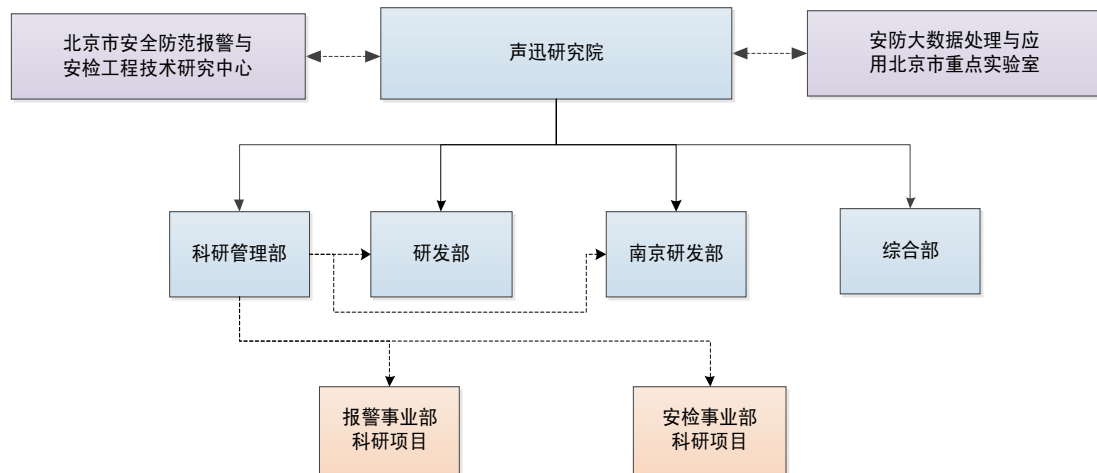 北京市安全防范报警与
安检工程技术研究中心
声迅研究院
安防大数据处理与应
用北京市重点实验室
科研管理部
研发部
南京研发部
综合部
报警事业部
科研项目
安检事业部
科研项目